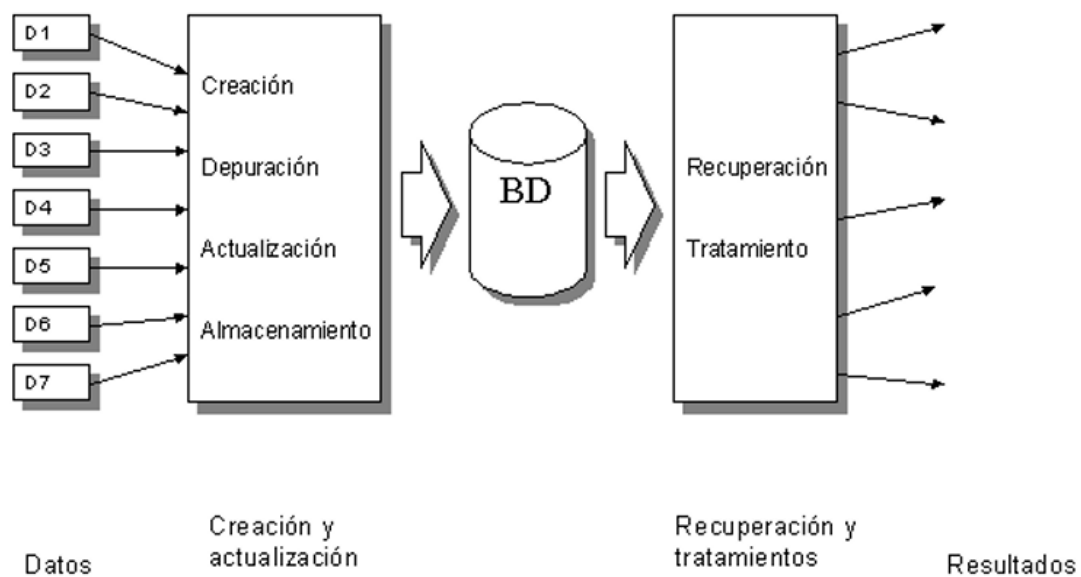 D1
D2
D3
D4
D5
D6
D7
Creación
Depuración
Actualización
Almacenamiento
BD
Recuperación
Tratamiento
Datos
Creación y
actualización
Recuperación y
tratamientos
Resultados